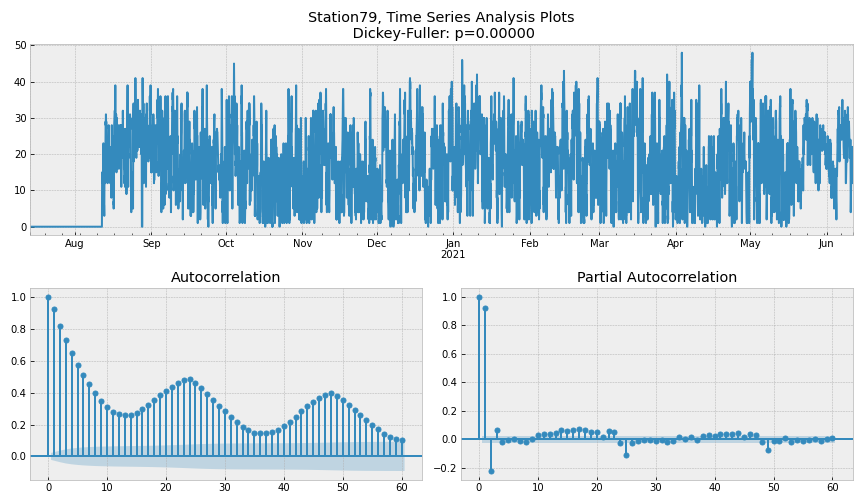 Station79, Time Series Analysis Plots
Dickey-Fuller: p=0.00000
50
40
30
20
10
0
Aug Sep Oct Nov Dec Jan Feb Mar Apr May Jun
2021
Autocorrelation
1.0
0.8
0.6
0.4
0.2
0.0
0 10 20 30 40 50 60
Partial Autocorrelation
1.0
0.8
0.6
0.4
0.2
0.0
−0.2
0 10 20 30 40 50 60